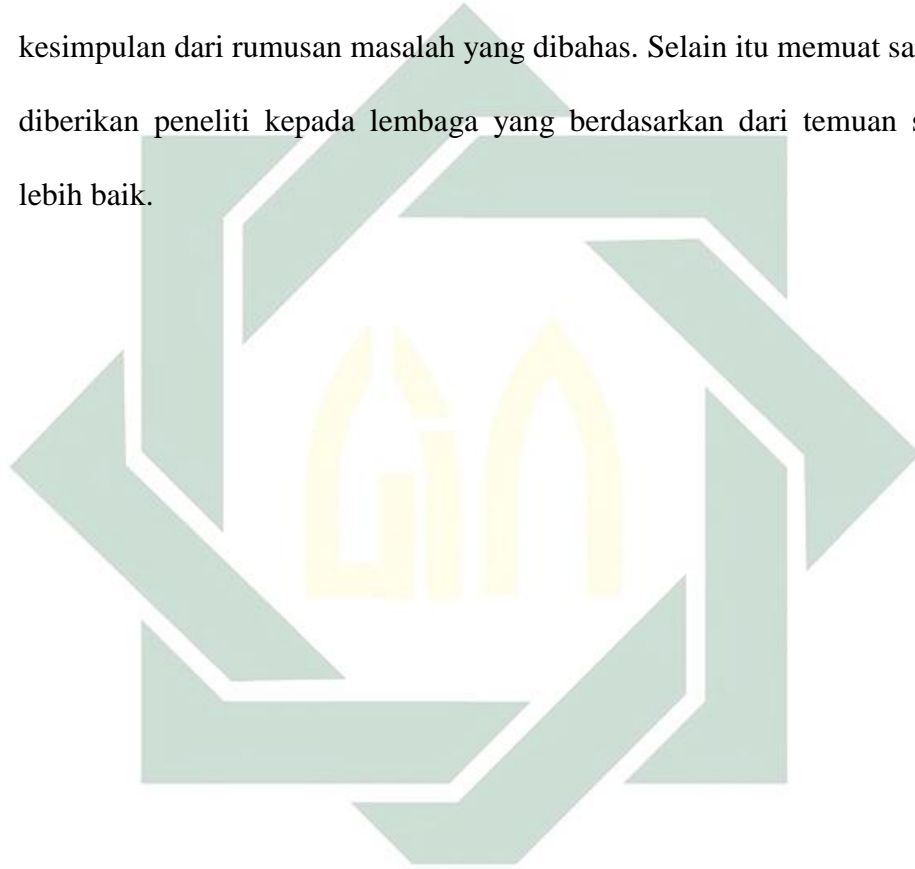 kesimpulan dari rumusan masalah yang dibahas. Selain itu memuat sa
diberikan peneliti kepada lembaga yang berdasarkan dari temuan s
lebih baik.